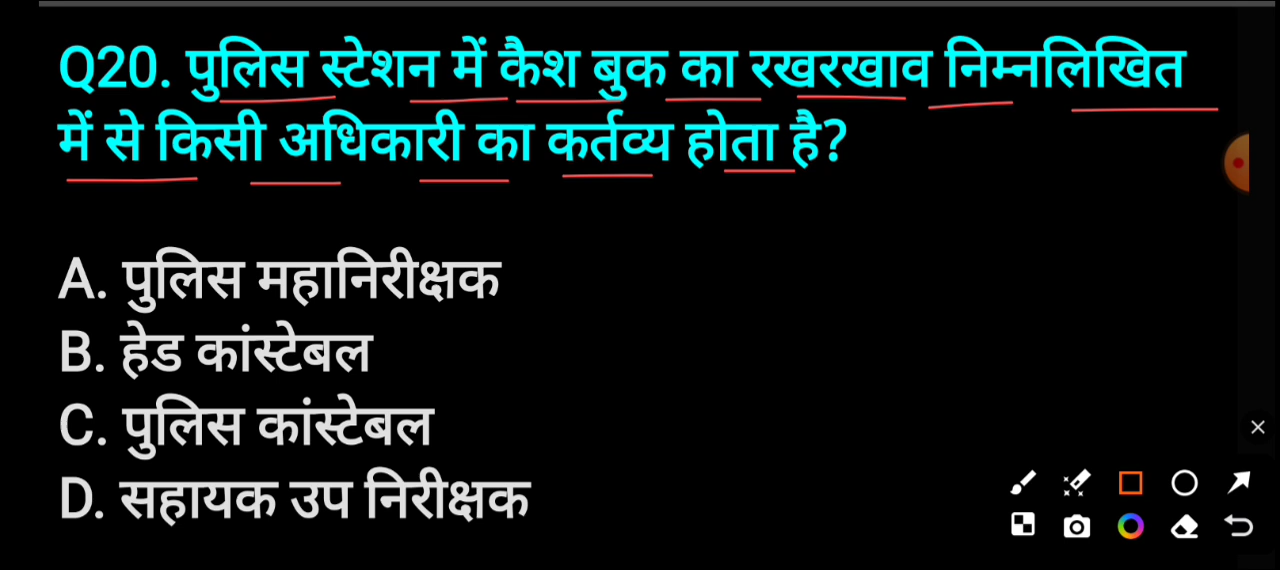 Q20. पुलिस स्टेशन में कैश बुक का रखरखाव निम्नलिखित
में से किसी अधिकारी का कर्तव्य होता है?
A. पुलिस महानिरीक्षक
B. हेड कांस्टेबल
C. पुलिस कांस्टेबल
D. सहायक उप निरीक्षक